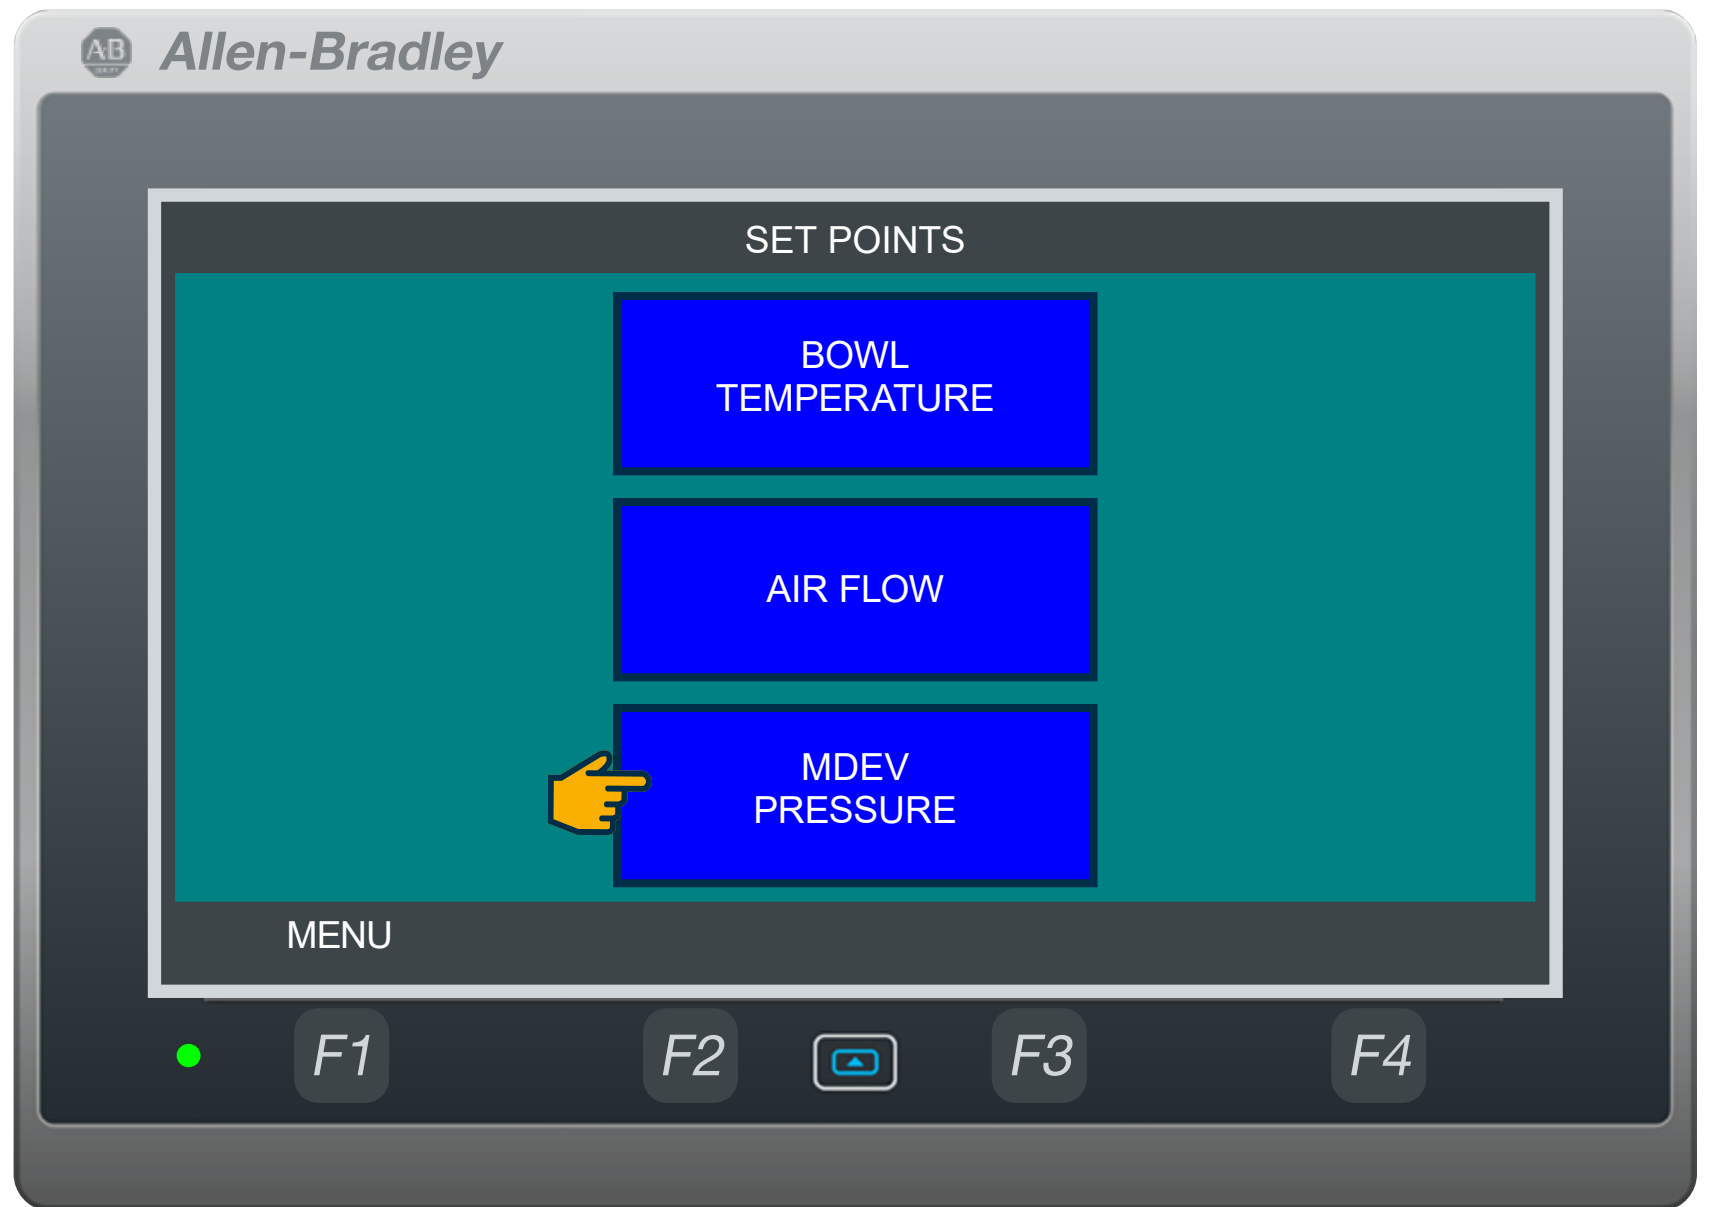 Allen-Bradley
SET POINTS
BOWL
TEMPERATURE
AIR FLOW
MDEV
PRESSURE
MENU
F1
F2
F3
F4